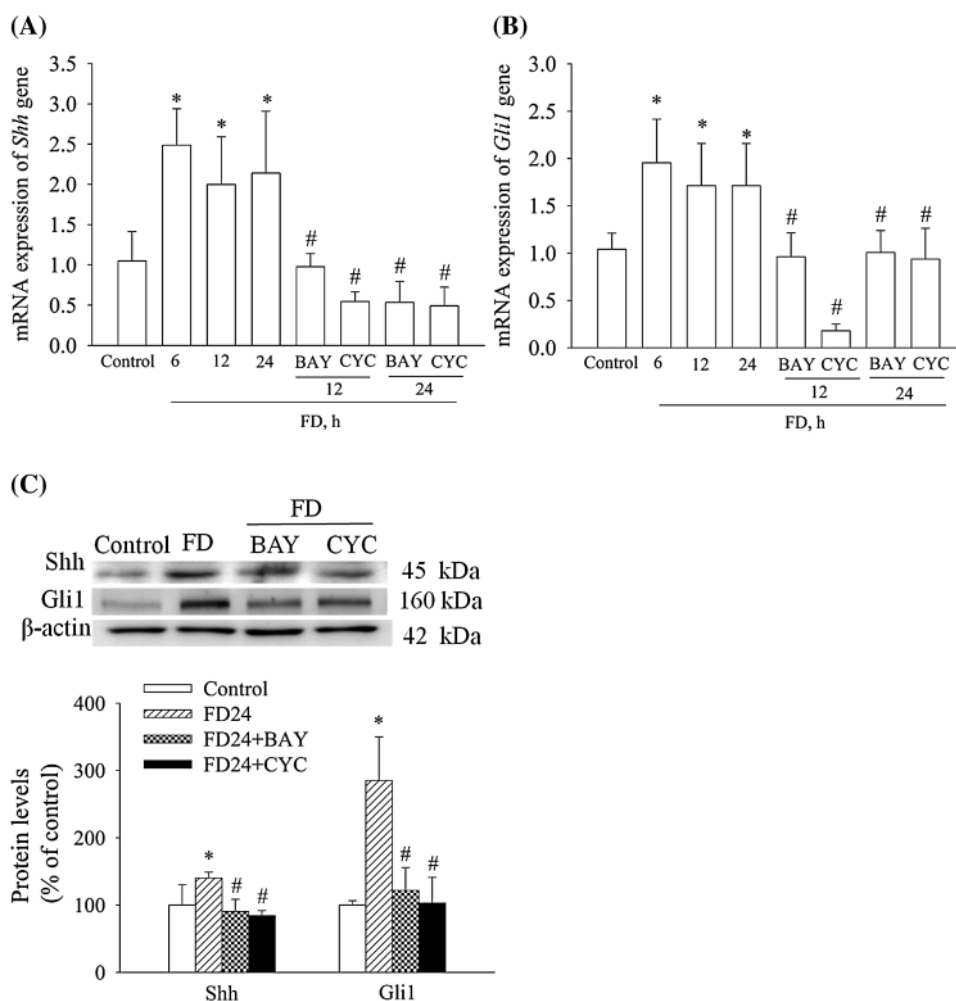 (A)
mRNA expression of Shh gene
3.5
3.0
2.5
2.0
1.5
1.0
0.5
0.0
*
*
*
#
#
#
#
Control
6
12
24
BAY
CYC
BAY
CYC
12
24
FD, h
(B)
mRNA expression of Gli1 gene
3.0
2.5
2.0
1.5
1.0
0.5
0.0
*
*
*
#
#
#
#
Control
6
12
24
BAY
CYC
BAY
CYC
12
24
FD, h
(C)
FD
Control FD BAY CYC
Shh 45 kDa
Gli1 160 kDa
β-actin 42 kDa
Protein levels
(% of control)
400
300
200
100
0
Control
FD24
FD24+BAY
FD24+CYC
*
#
#
*
#
#
Shh
Gli1